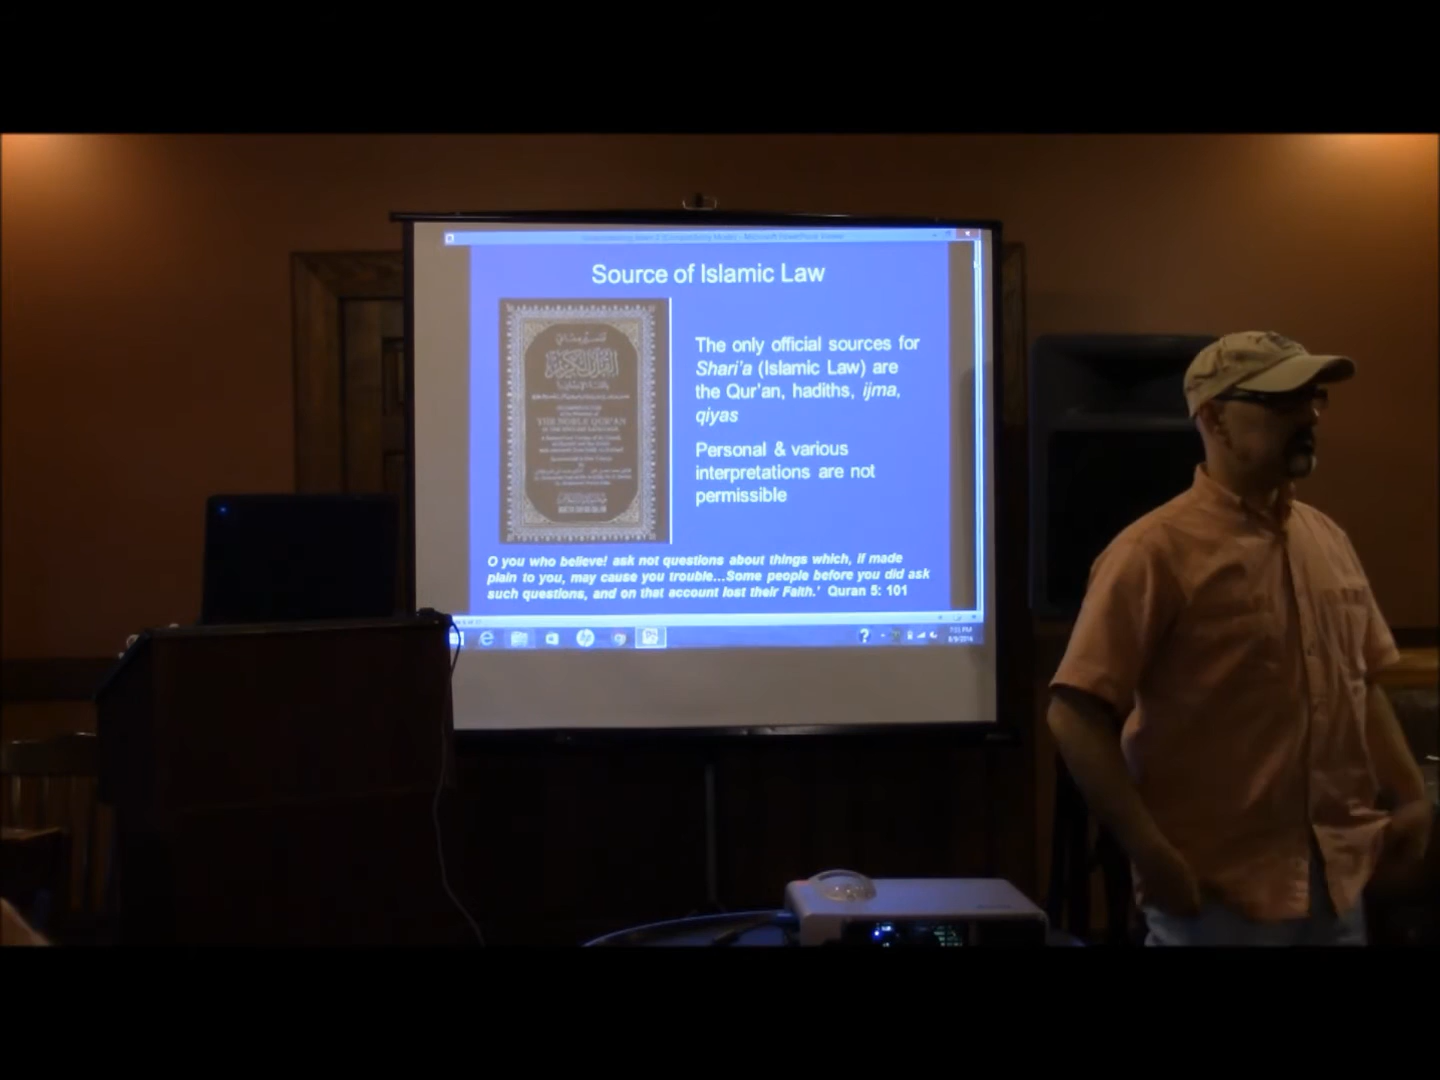 Source of Islamic Law
القرآن الكريم
THE NOBLE QUR'AN
The only official sources for
Shari'a (Islamic Law) are
the Qur'an, hadiths, ijma,
qiyas
Personal & various
interpretations are not
permissible
O you who believe! ask not questions about things which, if made
plain to you, may cause you trouble...Some people before you did ask
such questions, and on that account lost their Faith.' Quran 5: 101